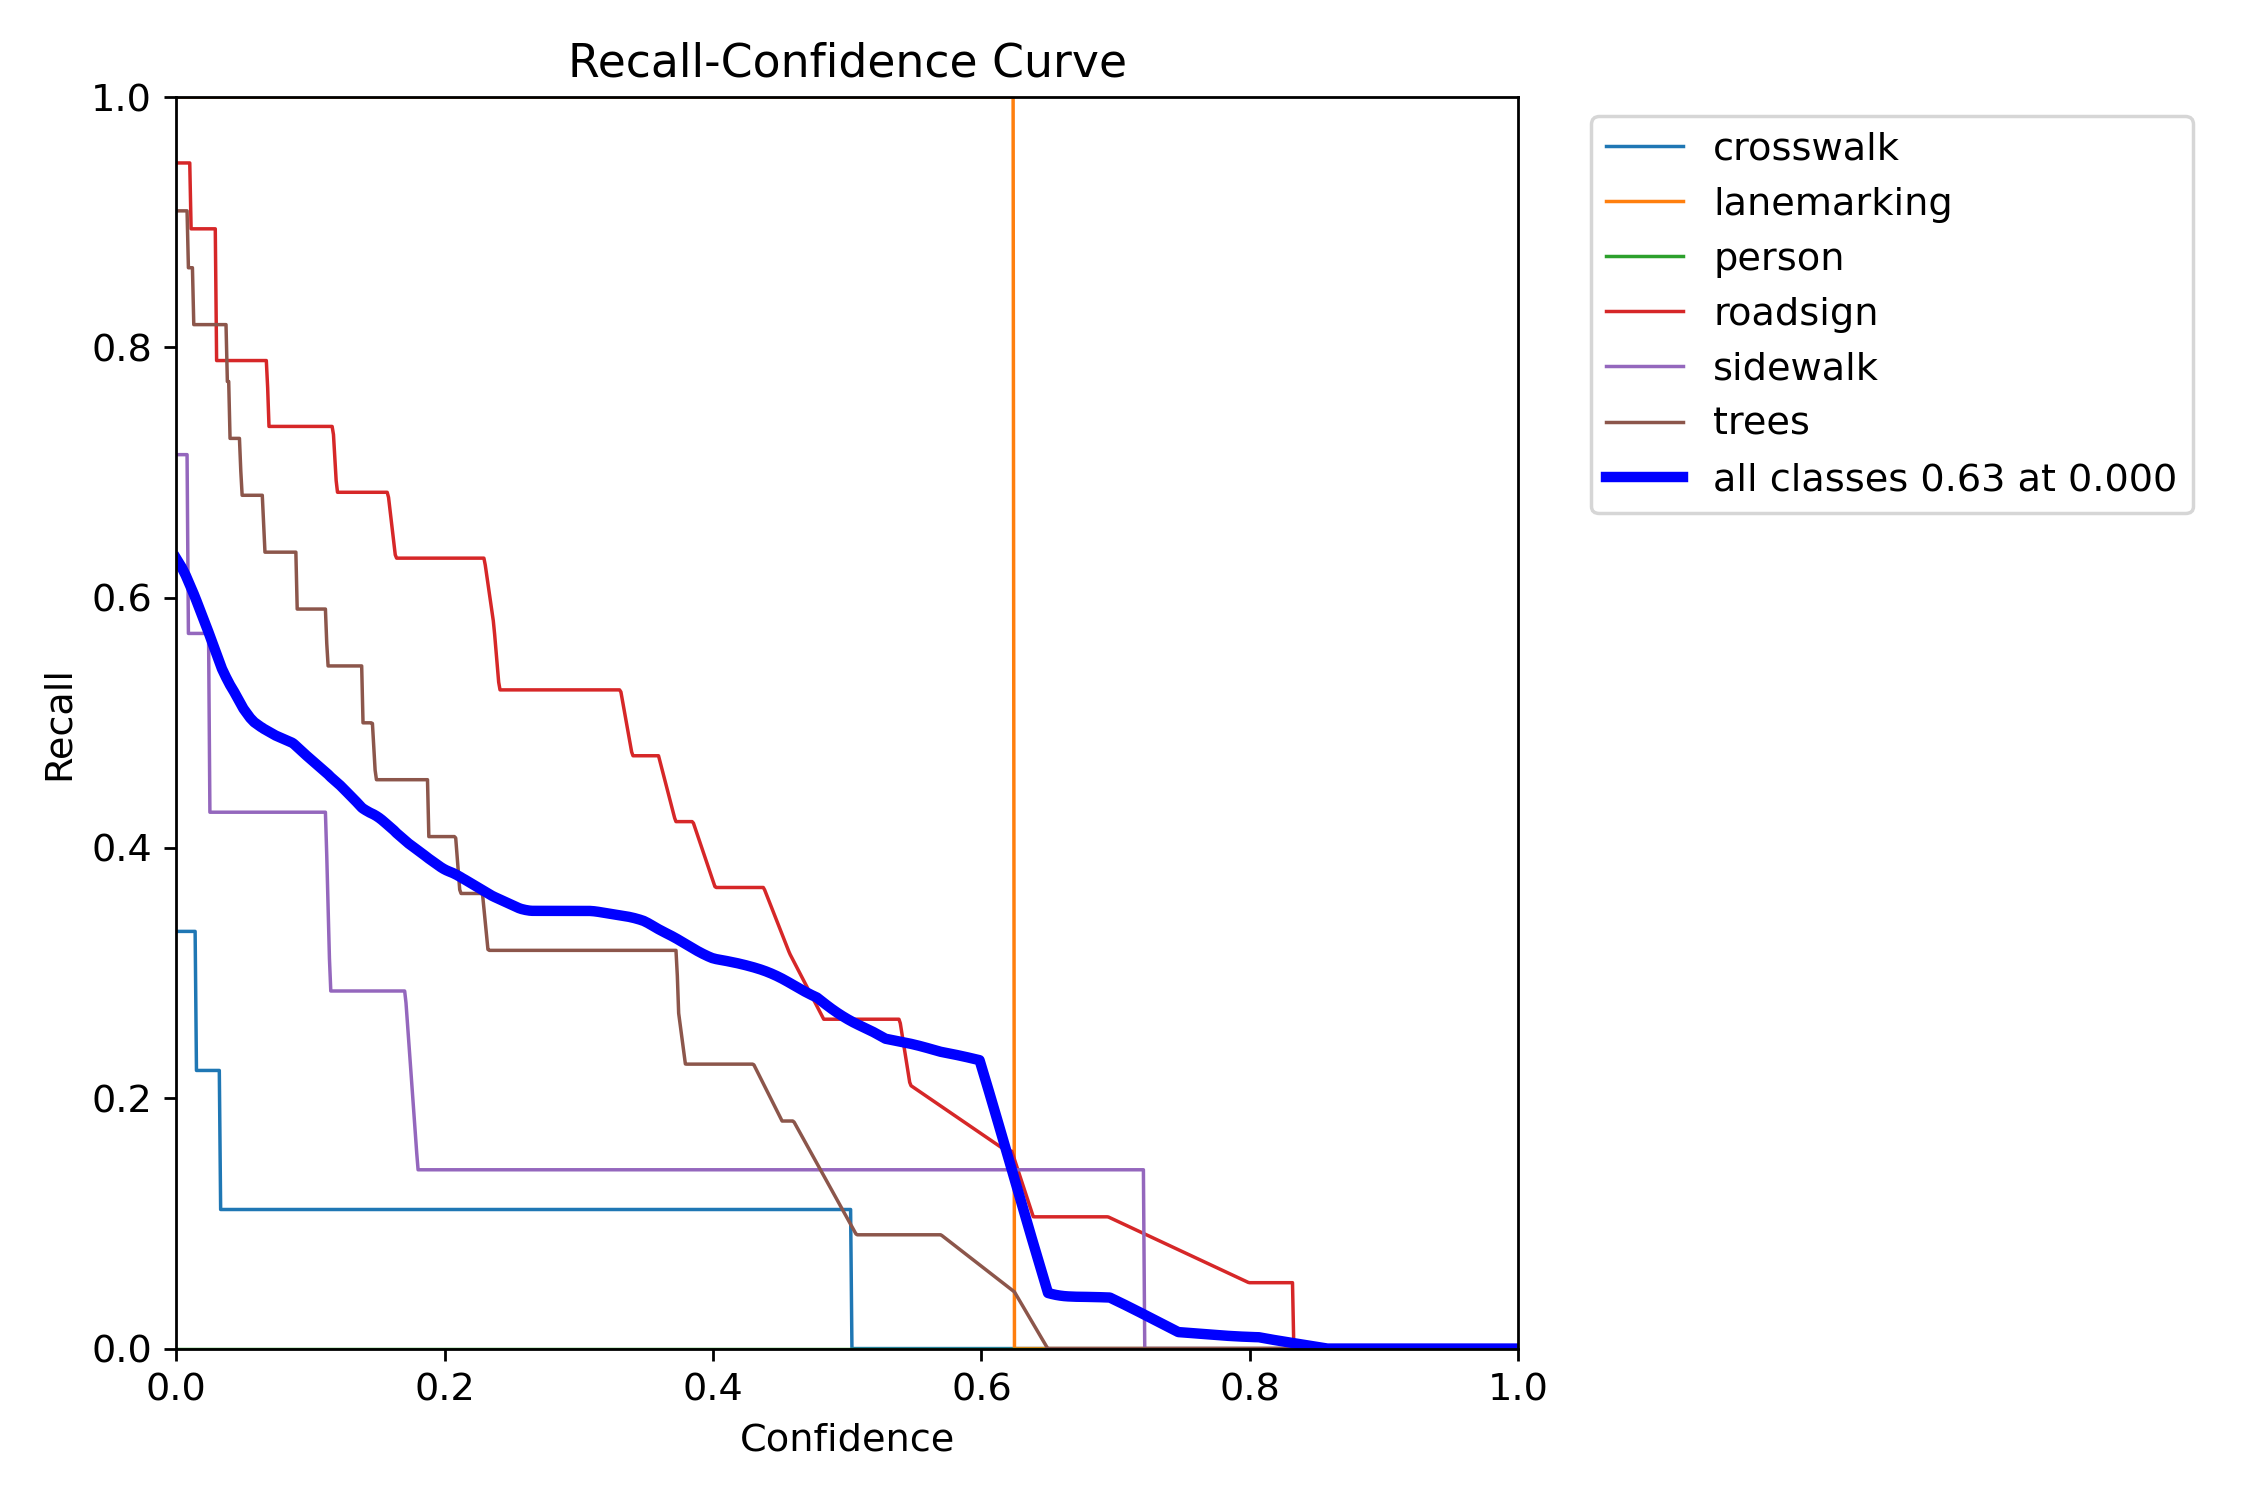 Recall-Confidence Curve
1.0
0.8
0.6
0.4
0.2
0.0
Recall
0.0 0.2 0.4 0.6 0.8 1.0
Confidence
crosswalk
lanemarking
person
roadsign
sidewalk
trees
all classes 0.63 at 0.000